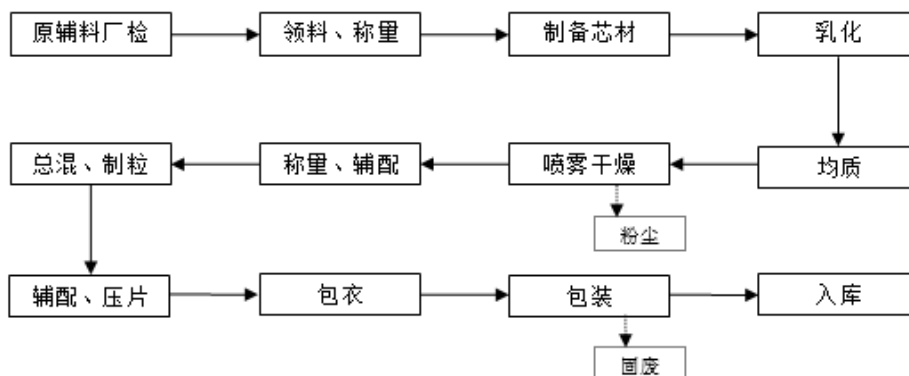 原辅料厂检
领料、称量
制备芯材
乳化
总混、制粒
称量、辅配
喷雾干燥
均质
粉尘
辅配、压片
包衣
包装
入库
固废